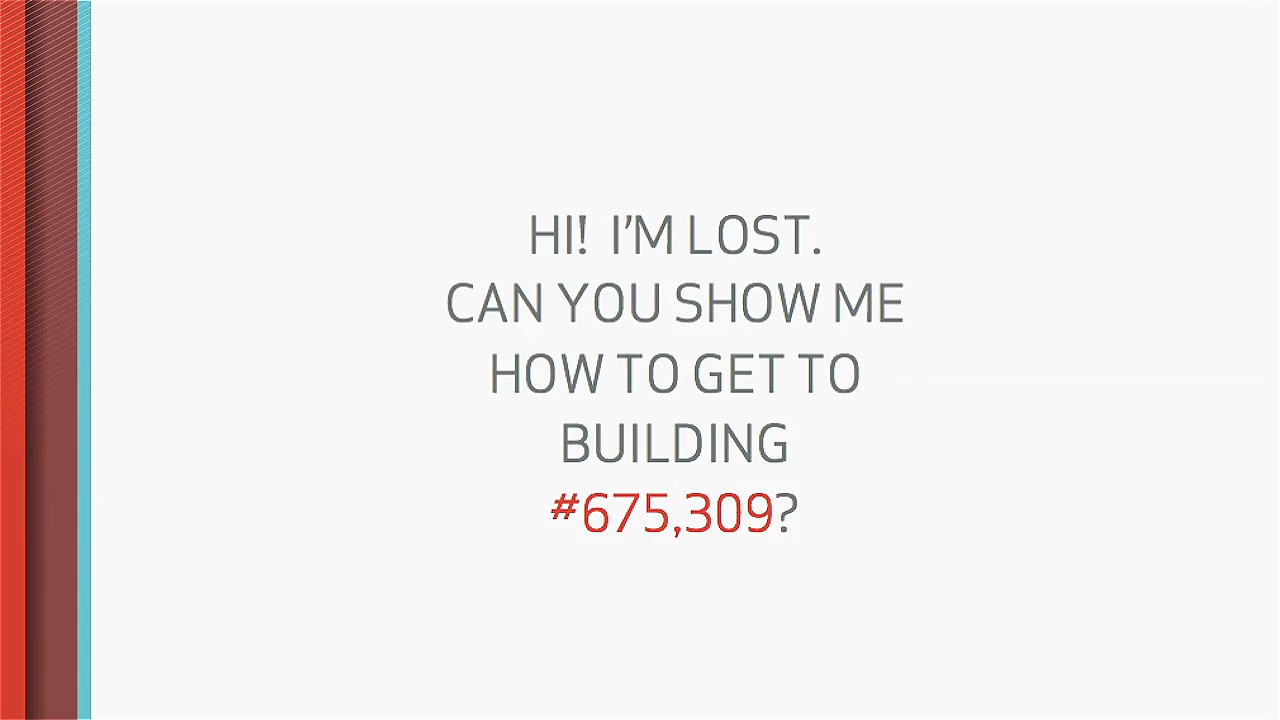 HI!  I'M LOST.
CAN YOU SHOW ME
HOW TO GET TO
BUILDING
#675,309?